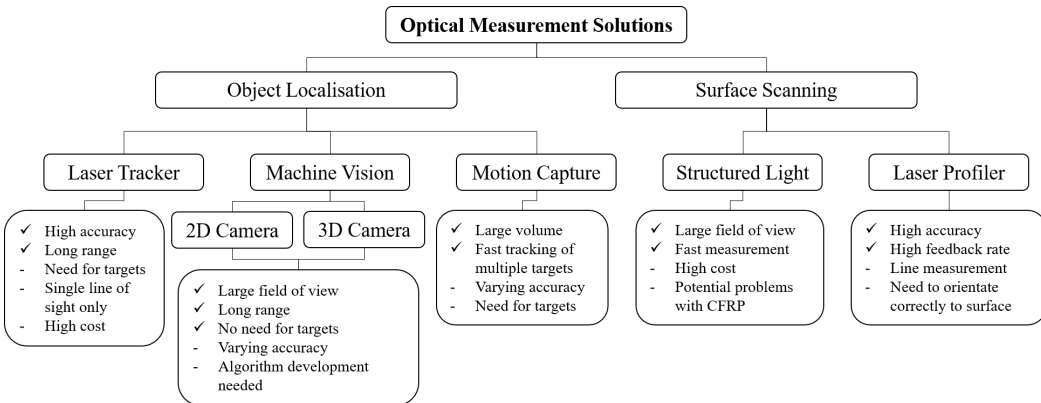 Optical Measurement Solutions
Object Localisation
Surface Scanning
Laser Tracker
Machine Vision
Motion Capture
Structured Light
Laser Profiler
✓ High accuracy
✓ Long range
- Need for targets
- Single line of
sight only
- High cost
2D Camera
3D Camera
✓ Large field of view
✓ Long range
✓ No need for targets
- Varying accuracy
- Algorithm development
needed
✓ Large volume
✓ Fast tracking of
multiple targets
- Varying accuracy
- Need for targets
✓ Large field of view
✓ Fast measurement
- High cost
- Potential problems
with CFRP
✓ High accuracy
✓ High feedback rate
- Line measurement
- Need to orientate
correctly to surface